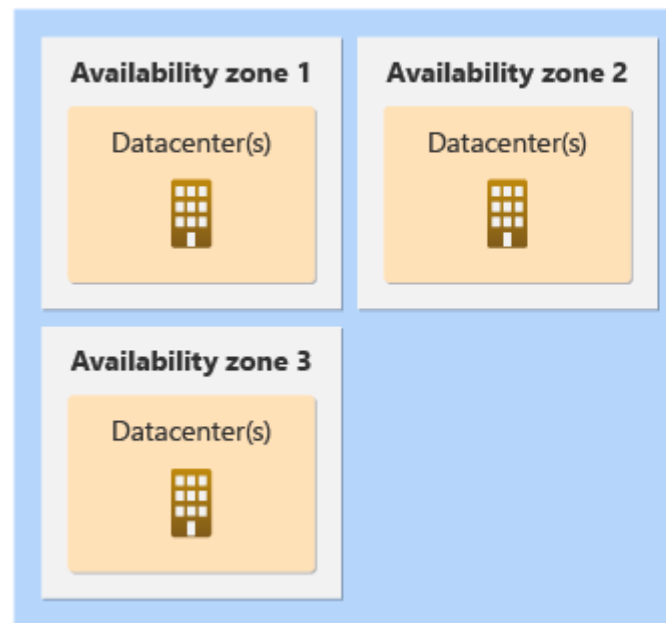 Availability zone 1
Datacenter(s)
Availability zone 2
Datacenter(s)
Availability zone 3
Datacenter(s)